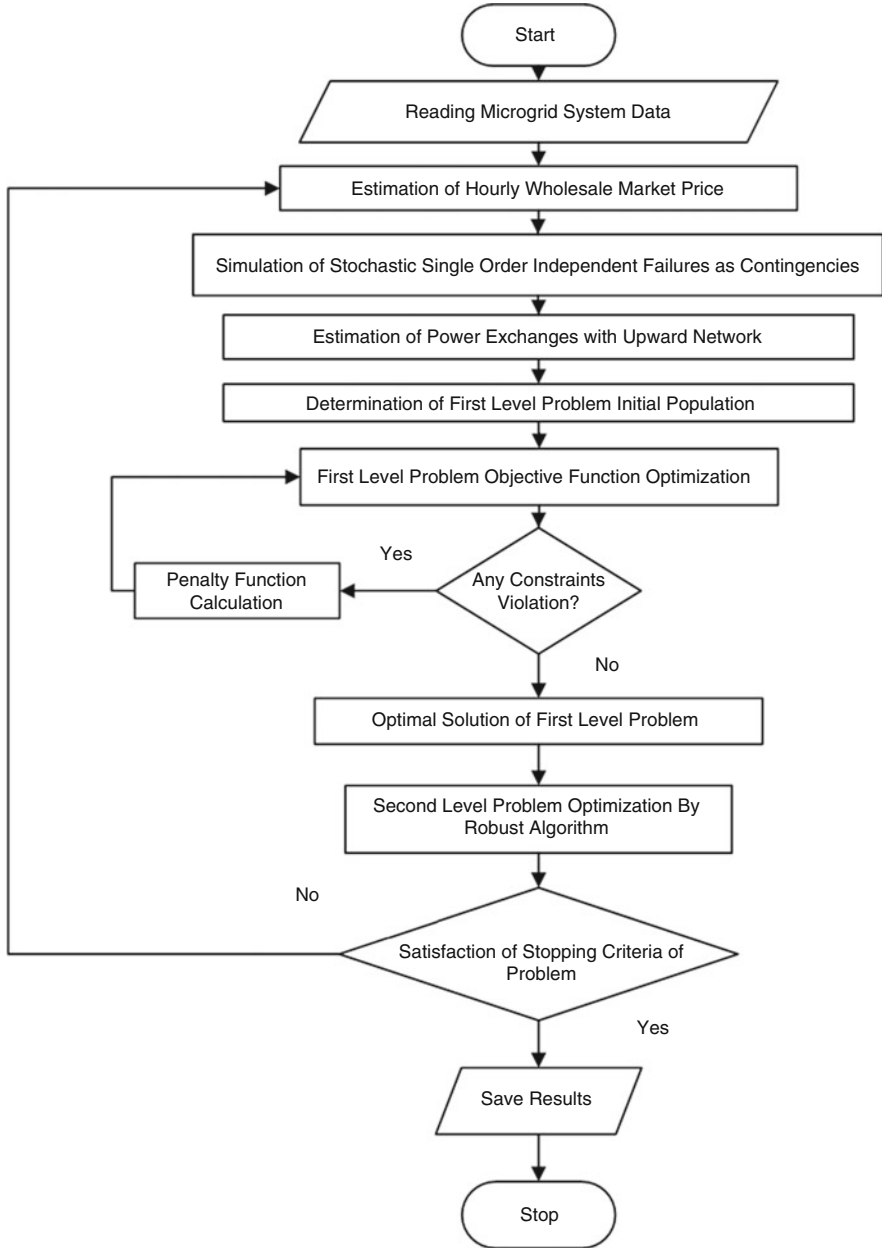 Start
Reading Microgrid System Data
Estimation of Hourly Wholesale Market Price
Simulation of Stochastic Single Order Independent Failures as Contingencies
Estimation of Power Exchanges with Upward Network
Determination of First Level Problem Initial Population
First Level Problem Objective Function Optimization
Yes
Penalty Function
Calculation
Any Constraints
Violation?
No
Optimal Solution of First Level Problem
Second Level Problem Optimization By
Robust Algorithm
No
Satisfaction of Stopping Criteria of
Problem
Yes
Save Results
Stop